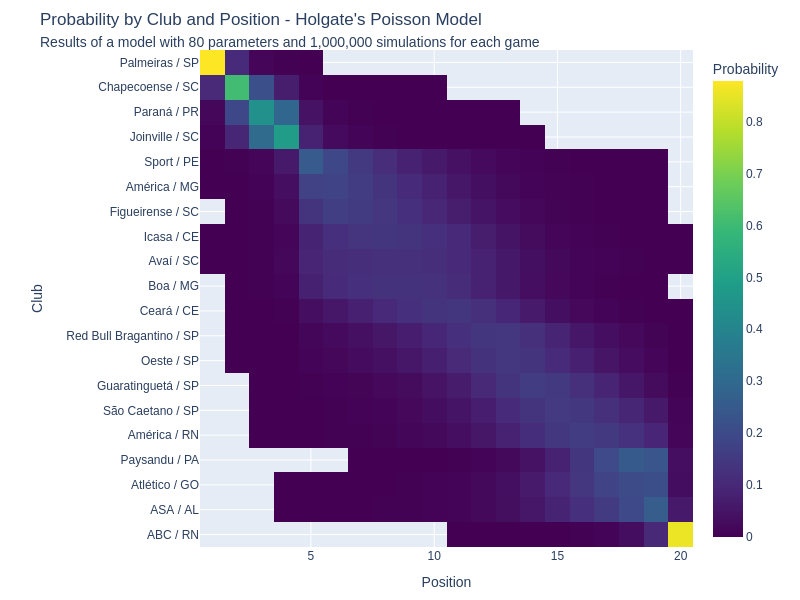 Probability by Club and Position - Holgate's Poisson Model
Results of a model with 80 parameters and 1,000,000 simulations for each game
Probability
Palmeiras / SP
Chapecoense / SC
Paraná / PR
Joinville / SC
Sport / PE
América / MG
Figueirense / SC
Icasa / CE
Avaí / SC
Boa / MG
Ceará / CE
Red Bull Bragantino / SP
Oeste / SP
Guaratinguetá / SP
São Caetano / SP
América / RN
Paysandu / PA
Atlético / GO
ASA / AL
ABC / RN
Club
5
10
15
20
Position
0.8
0.7
0.6
0.5
0.4
0.3
0.2
0.1
0